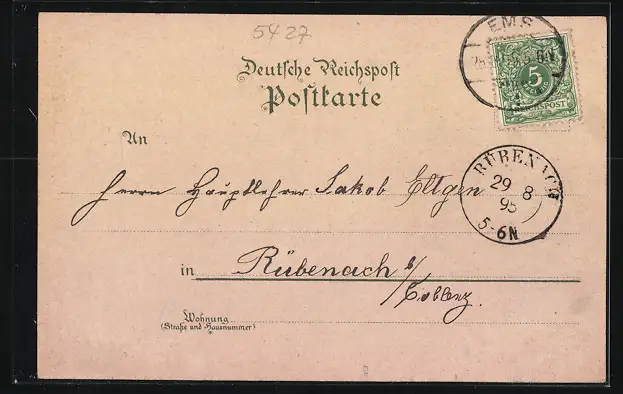 5427
EMS
5
REICHSPOST
Deutsche Reichspost
Postkarte
An
Herrn Hauptlehrer Jakob Eltgen
RÜBENACH
29 8
95
5-6N
in Rübenach b/
Coblenz.
Wohnung
(Straße und Hausnummer)